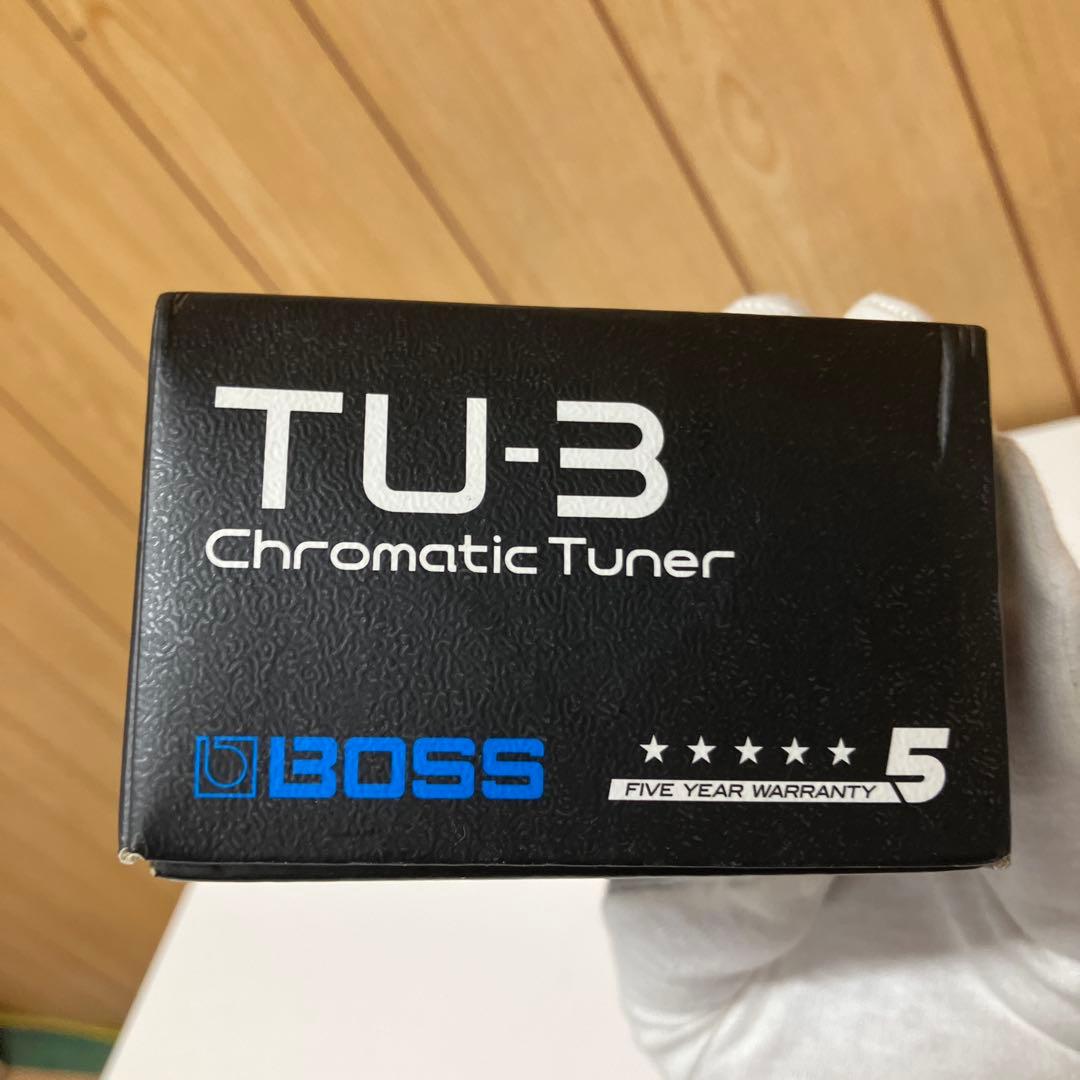 TU-3
Chromatic Tuner
BOSS
★★★★★ 5
FIVE YEAR WARRANTY